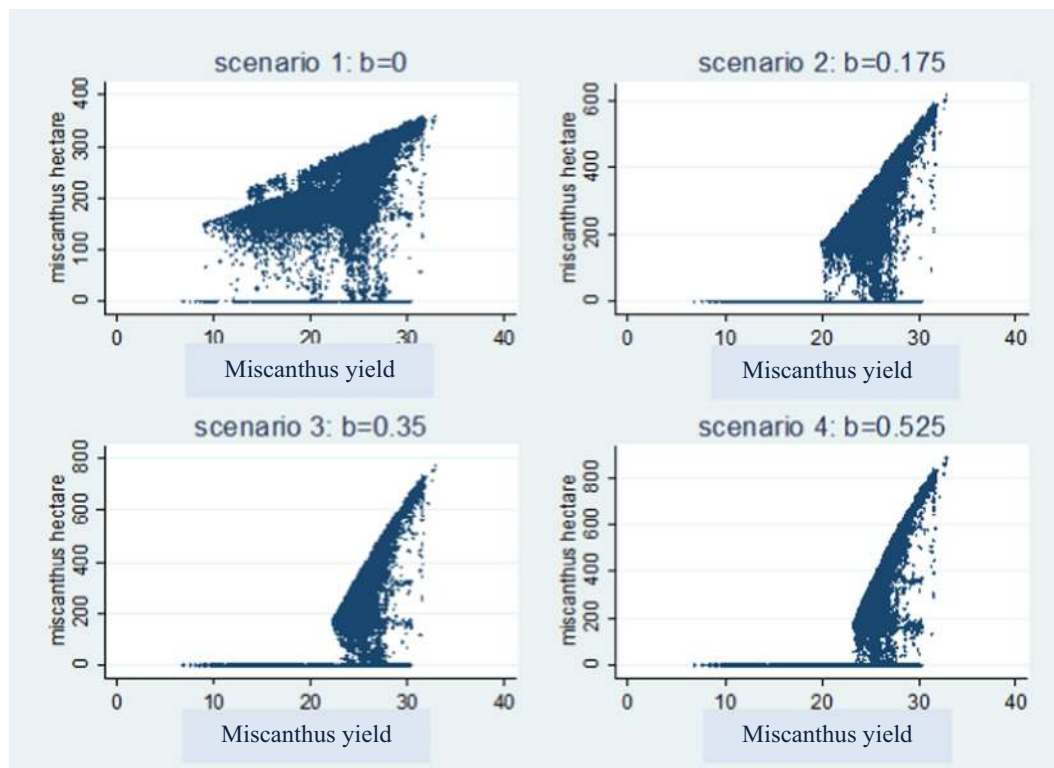 scenario 1: b=0
miscanthus hectare
400
300
200
100
0
0 10 20 30 40
Miscanthus yield
scenario 2: b=0.175
miscanthus hectare
600
400
200
0
0 10 20 30 40
Miscanthus yield
scenario 3: b=0.35
miscanthus hectare
800
600
400
200
0
0 10 20 30 40
Miscanthus yield
scenario 4: b=0.525
miscanthus hectare
800
600
400
200
0
0 10 20 30 40
Miscanthus yield